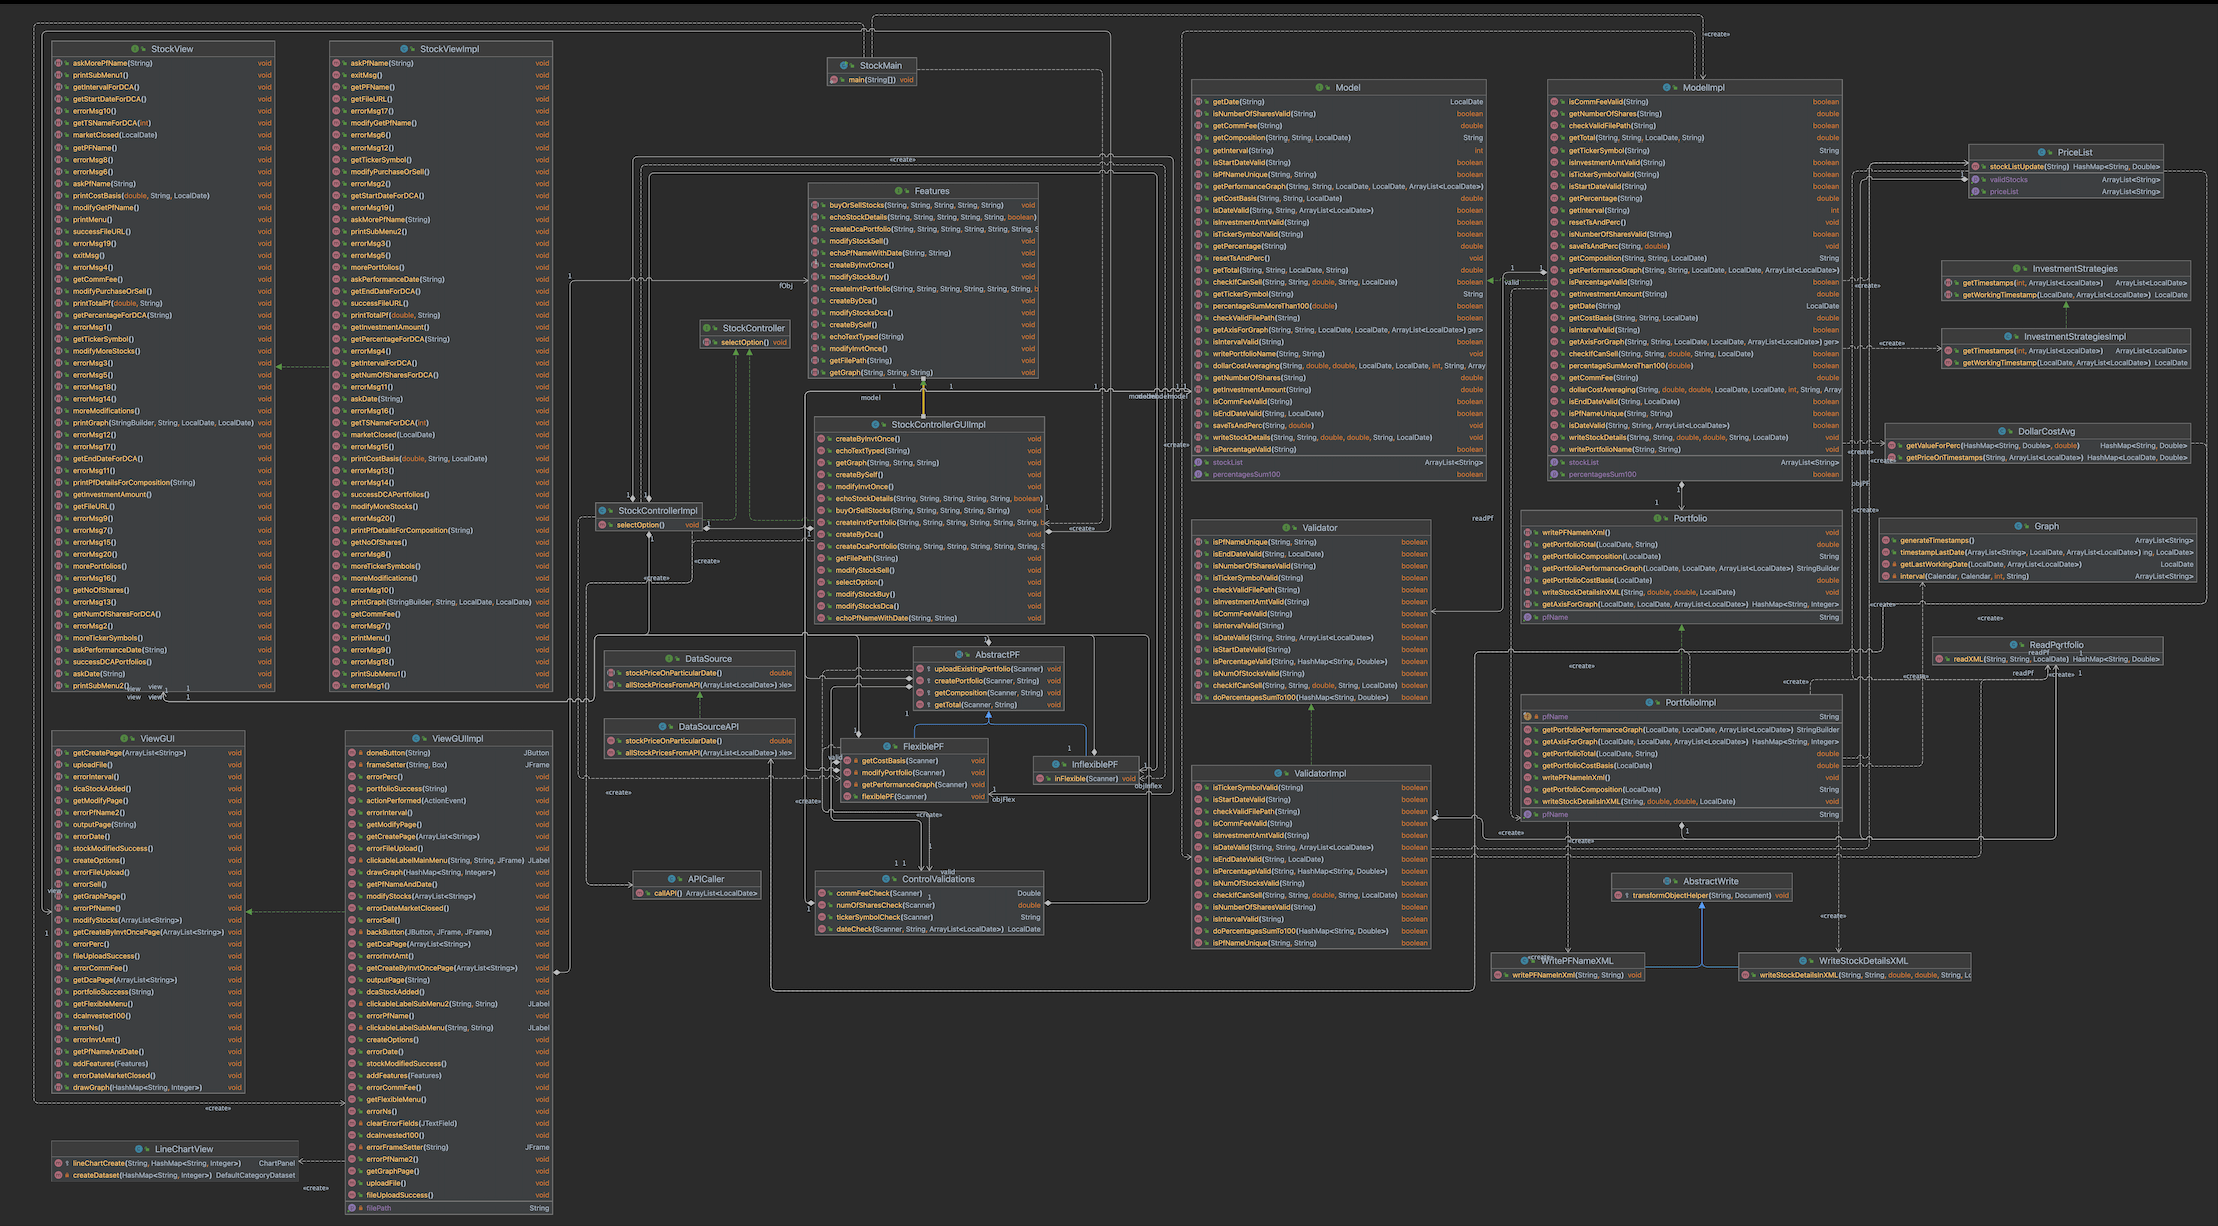 StockView
askMorePfName(String) void
printSubMenu1() void
getIntervalForDCA() void
getStartDateForDCA() void
errorMsg10() void
getTSNameForDCA(int) void
marketClosed(LocalDate) void
getPFName() void
errorMsg8() void
errorMsg6() void
askPfName(String) void
printCostBasis(double, String, LocalDate) void
modifyGetPfName() void
printMenu() void
successFileURL() void
errorMsg19() void
exitMsg() void
errorMsg4() void
getCommFee() void
modifyPurchaseOrSell() void
printTotalPf(double, String) void
getPercentageForDCA(String) void
errorMsg1() void
getTickerSymbol() void
modifyMoreStocks() void
errorMsg3() void
errorMsg5() void
errorMsg18() void
errorMsg14() void
moreModifications() void
printGraph(StringBuilder, String, LocalDate, LocalDate) void
errorMsg12() void
errorMsg17() void
getEndDateForDCA() void
errorMsg11() void
printPfDetailsForComposition(String) void
getInvestmentAmount() void
getFileURL() void
errorMsg9() void
errorMsg7() void
errorMsg15() void
errorMsg20() void
morePortfolios() void
errorMsg16() void
getNoOfShares() void
errorMsg13() void
getNumOfSharesForDCA() void
errorMsg2() void
moreTickerSymbols() void
askPerformanceDate(String) void
successDCAPortfolios() void
askDate(String) void
printSubMenu2() void
StockViewImpl
askPfName(String) void
exitMsg() void
getPFName() void
getFileURL() void
errorMsg17() void
modifyGetPfName() void
errorMsg6() void
errorMsg12() void
getTickerSymbol() void
modifyPurchaseOrSell() void
errorMsg2() void
getStartDateForDCA() void
errorMsg19() void
askMorePfName(String) void
printSubMenu2() void
errorMsg3() void
errorMsg5() void
morePortfolios() void
askPerformanceDate(String) void
getEndDateForDCA() void
successFileURL() void
printTotalPf(double, String) void
getInvestmentAmount() void
getPercentageForDCA(String) void
errorMsg4() void
getIntervalForDCA() void
getNumOfSharesForDCA() void
errorMsg11() void
askDate(String) void
errorMsg16() void
getTSNameForDCA(int) void
marketClosed(LocalDate) void
errorMsg15() void
printCostBasis(double, String, LocalDate) void
errorMsg13() void
errorMsg14() void
successDCAPortfolios() void
modifyMoreStocks() void
errorMsg20() void
printPfDetailsForComposition(String) void
getNoOfShares() void
errorMsg8() void
moreTickerSymbols() void
moreModifications() void
errorMsg10() void
printGraph(StringBuilder, String, LocalDate, LocalDate) void
getCommFee() void
errorMsg7() void
printMenu() void
errorMsg9() void
errorMsg18() void
printSubMenu1() void
errorMsg1() void
StockMain
main(String[]) void
Features
buyOrSellStocks(String, String, String, String, String) void
echoStockDetails(String, String, String, String, String, boolean)
createDcaPortfolio(String, String, String, String, String, String, S
modifyStockSell() void
echoPfNameWithDate(String, String) void
createByInvtOnce() void
modifyStockBuy() void
createInvtPortfolio(String, String, String, String, String, String, b
createByDca() void
modifyStocksDca() void
createBySelf() void
echoTextTyped(String) void
modifyInvtOnce() void
getFilePath(String) void
getGraph(String, String, String) void
StockController
selectOption() void
StockControllerImpl
selectOption() void
StockControllerGUIImpl
createByInvtOnce() void
echoTextTyped(String) void
getGraph(String, String, String) void
createBySelf() void
modifyInvtOnce() void
echoStockDetails(String, String, String, String, String, boolean)
buyOrSellStocks(String, String, String, String, String) void
createInvtPortfolio(String, String, String, String, String, String, b
createByDca() void
createDcaPortfolio(String, String, String, String, String, String, S
getFilePath(String) void
modifyStockSell() void
selectOption() void
modifyStockBuy() void
modifyStocksDca() void
echoPfNameWithDate(String, String) void
DataSource
stockPriceOnParticularDate() double
allStockPricesFromAPI(ArrayList<LocalDate>) ble>
DataSourceAPI
stockPriceOnParticularDate() double
allStockPricesFromAPI(ArrayList<LocalDate>) ble>
AbstractPF
uploadExistingPortfolio(Scanner) void
createPortfolio(Scanner, String) void
getComposition(Scanner, String) void
getTotal(Scanner, String) void
FlexiblePF
getCostBasis(Scanner) void
modifyPortfolio(Scanner) void
getPerformanceGraph(Scanner) void
flexiblePF(Scanner) void
InflexiblePF
inFlexible(Scanner) void
APICaller
callAPI() ArrayList<LocalDate>
ControlValidations
commFeeCheck(Scanner) Double
numOfSharesCheck(Scanner) double
tickerSymbolCheck(Scanner) String
dateCheck(Scanner, String, ArrayList<LocalDate>) LocalDate
Model
getDate(String) LocalDate
isNumberOfSharesValid(String) boolean
getCommFee(String) double
getComposition(String, String, LocalDate) String
getInterval(String) int
isStartDateValid(String) boolean
isPfNameUnique(String, String) boolean
getPerformanceGraph(String, String, LocalDate, LocalDate, ArrayList<LocalDate>)
getCostBasis(String, String, LocalDate) double
isDateValid(String, String, ArrayList<LocalDate>) boolean
isInvestmentAmtValid(String) boolean
isTickerSymbolValid(String) boolean
getPercentage(String) double
resetTsAndPerc() void
getTotal(String, String, LocalDate, String) double
checkIfCanSell(String, String, double, String, LocalDate) boolean
getTickerSymbol(String) String
percentageSumMoreThan100(double) boolean
checkValidFilePath(String) boolean
getAxisForGraph(String, String, LocalDate, LocalDate, ArrayList<LocalDate>) ger>
isIntervalValid(String) boolean
writePortfolioName(String, String) void
dollarCostAveraging(String, double, double, LocalDate, LocalDate, int, String, Array
getNumberOfShares(String) double
getInvestmentAmount(String) double
isCommFeeValid(String) boolean
isEndDateValid(String, LocalDate) boolean
saveTsAndPerc(String, double) void
writeStockDetails(String, String, double, double, String, LocalDate) void
isPercentageValid(String) boolean
stockList ArrayList<String>
percentagesSum100 boolean
ModelImpl
isCommFeeValid(String) boolean
getNumberOfShares(String) double
checkValidFilePath(String) boolean
getTotal(String, String, LocalDate, String) double
getTickerSymbol(String) String
isInvestmentAmtValid(String) boolean
isTickerSymbolValid(String) boolean
isStartDateValid(String) boolean
getPercentage(String) double
getInterval(String) int
resetTsAndPerc() void
isNumberOfSharesValid(String) boolean
saveTsAndPerc(String, double) void
getComposition(String, String, LocalDate) String
getPerformanceGraph(String, String, LocalDate, LocalDate, ArrayList<LocalDate>)
isPercentageValid(String) boolean
getInvestmentAmount(String) double
getDate(String) LocalDate
getCostBasis(String, String, LocalDate) double
isIntervalValid(String) boolean
getAxisForGraph(String, String, LocalDate, LocalDate, ArrayList<LocalDate>) ger>
checkIfCanSell(String, String, double, String, LocalDate) boolean
percentageSumMoreThan100(double) boolean
getCommFee(String) double
dollarCostAveraging(String, double, double, LocalDate, LocalDate, int, String, Array
isEndDateValid(String, LocalDate) boolean
isPfNameUnique(String, String) boolean
isDateValid(String, String, ArrayList<LocalDate>) boolean
writeStockDetails(String, String, double, double, String, LocalDate) void
writePortfolioName(String, String) void
stockList ArrayList<String>
percentagesSum100 boolean
Validator
isPfNameUnique(String, String) boolean
isEndDateValid(String, LocalDate) boolean
isNumberOfSharesValid(String) boolean
isTickerSymbolValid(String) boolean
checkValidFilePath(String) boolean
isInvestmentAmtValid(String) boolean
isCommFeeValid(String) boolean
isIntervalValid(String) boolean
isDateValid(String, String, ArrayList<LocalDate>) boolean
isStartDateValid(String) boolean
isPercentageValid(String, HashMap<String, Double>) boolean
isNumOfStocksValid(String) boolean
checkIfCanSell(String, String, double, String, LocalDate) boolean
doPercentagesSumTo100(HashMap<String, Double>) boolean
ValidatorImpl
isTickerSymbolValid(String) boolean
isStartDateValid(String) boolean
checkValidFilePath(String) boolean
isCommFeeValid(String) boolean
isInvestmentAmtValid(String) boolean
isDateValid(String, String, ArrayList<LocalDate>) boolean
isEndDateValid(String, LocalDate) boolean
isPercentageValid(String, HashMap<String, Double>) boolean
isNumOfStocksValid(String) boolean
checkIfCanSell(String, String, double, String, LocalDate) boolean
isNumberOfSharesValid(String) boolean
isIntervalValid(String) boolean
doPercentagesSumTo100(HashMap<String, Double>) boolean
isPfNameUnique(String, String) boolean
Portfolio
writePFNameInXml() void
getPortfolioTotal(LocalDate, String) double
getPortfolioComposition(LocalDate) String
getPortfolioPerformanceGraph(LocalDate, LocalDate, ArrayList<LocalDate>) StringBuilder
getPortfolioCostBasis(LocalDate) double
writeStockDetailsInXML(String, double, double, LocalDate) void
getAxisForGraph(LocalDate, LocalDate, ArrayList<LocalDate>) HashMap<String, Integer>
pfName String
PortfolioImpl
pfName String
getPortfolioPerformanceGraph(LocalDate, LocalDate, ArrayList<LocalDate>) StringBuilder
getAxisForGraph(LocalDate, LocalDate, ArrayList<LocalDate>) HashMap<String, Integer>
getPortfolioTotal(LocalDate, String) double
getPortfolioCostBasis(LocalDate) double
writePFNameInXml() void
getPortfolioComposition(LocalDate) String
writeStockDetailsInXML(String, double, double, LocalDate) void
pfName String
PriceList
stockListUpdate(String) HashMap<String, Double>
validStocks ArrayList<String>
priceList ArrayList<String>
InvestmentStrategies
getTimestamps(int, ArrayList<LocalDate>) ArrayList<LocalDate>
getWorkingTimestamp(LocalDate, ArrayList<LocalDate>) LocalDate
InvestmentStrategiesImpl
getTimestamps(int, ArrayList<LocalDate>) ArrayList<LocalDate>
getWorkingTimestamp(LocalDate, ArrayList<LocalDate>) LocalDate
DollarCostAvg
getValueForPerc(HashMap<String, Double>, double) HashMap<String, Double>
getPriceOnTimestamps(String, ArrayList<LocalDate>) HashMap<LocalDate, Double>
Graph
generateTimestamps() ArrayList<String>
timestampLastDate(ArrayList<String>, LocalDate, ArrayList<LocalDate>) ing, LocalDate>
getLastWorkingDate(LocalDate, ArrayList<LocalDate>) LocalDate
interval(Calendar, Calendar, int, String) ArrayList<String>
ReadPortfolio
readXML(String, String, LocalDate) HashMap<String, Double>
AbstractWrite
transformObjectHelper(String, Document) void
WritePFNameXML
writePFNameInXml(String, String) void
WriteStockDetailsXML
writeStockDetailsInXML(String, String, double, double, String, Lc
ViewGUI
getCreatePage(ArrayList<String>) void
uploadFile() void
errorInterval() void
dcaStockAdded() void
getModifyPage() void
errorPfName2() void
outputPage(String) void
errorDate() void
stockModifiedSuccess() void
createOptions() void
errorFileUpload() void
errorSell() void
getGraphPage() void
errorPfName() void
modifyStocks(ArrayList<String>) void
getCreateByInvtOncePage(ArrayList<String>) void
errorPerc() void
fileUploadSuccess() void
errorCommFee() void
getDcaPage(ArrayList<String>) void
portfolioSuccess(String) void
getFlexibleMenu() void
dcaInvested100() void
errorNs() void
errorInvtAmt() void
getPfNameAndDate() void
addFeatures(Features) void
errorDateMarketClosed() void
drawGraph(HashMap<String, Integer>) void
ViewGUIImpl
doneButton(String) JButton
frameSetter(String, Box) JFrame
errorPerc() void
portfolioSuccess(String) void
actionPerformed(ActionEvent) void
errorInterval() void
getModifyPage() void
getCreatePage(ArrayList<String>) void
errorFileUpload() void
clickableLabelMainMenu(String, String, JFrame) JLabel
drawGraph(HashMap<String, Integer>) void
getPfNameAndDate() void
modifyStocks(ArrayList<String>) void
errorDateMarketClosed() void
errorSell() void
backButton(JButton, JFrame, JFrame) void
getDcaPage(ArrayList<String>) void
errorInvtAmt() void
getCreateByInvtOncePage(ArrayList<String>) void
outputPage(String) void
dcaStockAdded() void
clickableLabelSubMenu2(String, String) JLabel
errorPfName() void
clickableLabelSubMenu(String, String) JLabel
createOptions() void
errorDate() void
stockModifiedSuccess() void
addFeatures(Features) void
errorCommFee() void
getFlexibleMenu() void
errorNs() void
clearErrorFields(JTextField) void
dcaInvested100() void
errorFrameSetter(String) JFrame
errorPfName2() void
getGraphPage() void
uploadFile() void
fileUploadSuccess() void
filePath String
LineChartView
lineChartCreate(String, HashMap<String, Integer>) ChartPanel
createDataset(HashMap<String, Integer>) DefaultCategoryDataset
«create»
«create»
fObj
model
valid
readPf
objPF
objFlex
objInflex
view